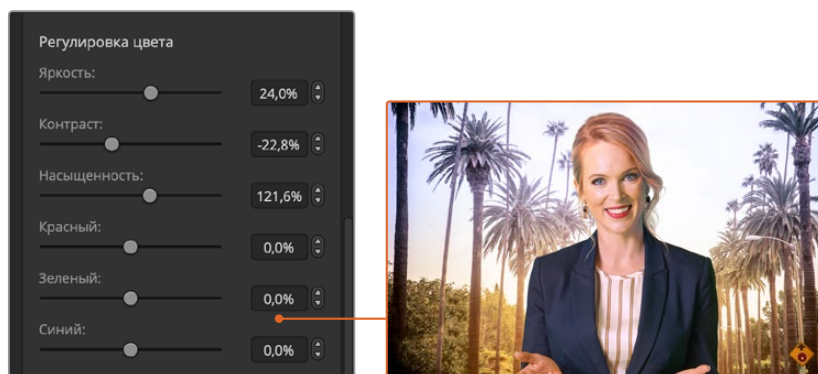 Регулировка цвета
Яркость:
24,0%
Контраст:
-22,8%
Насыщенность:
121,6%
Красный:
0,0%
Зеленый:
0,0%
Синий:
0,0%